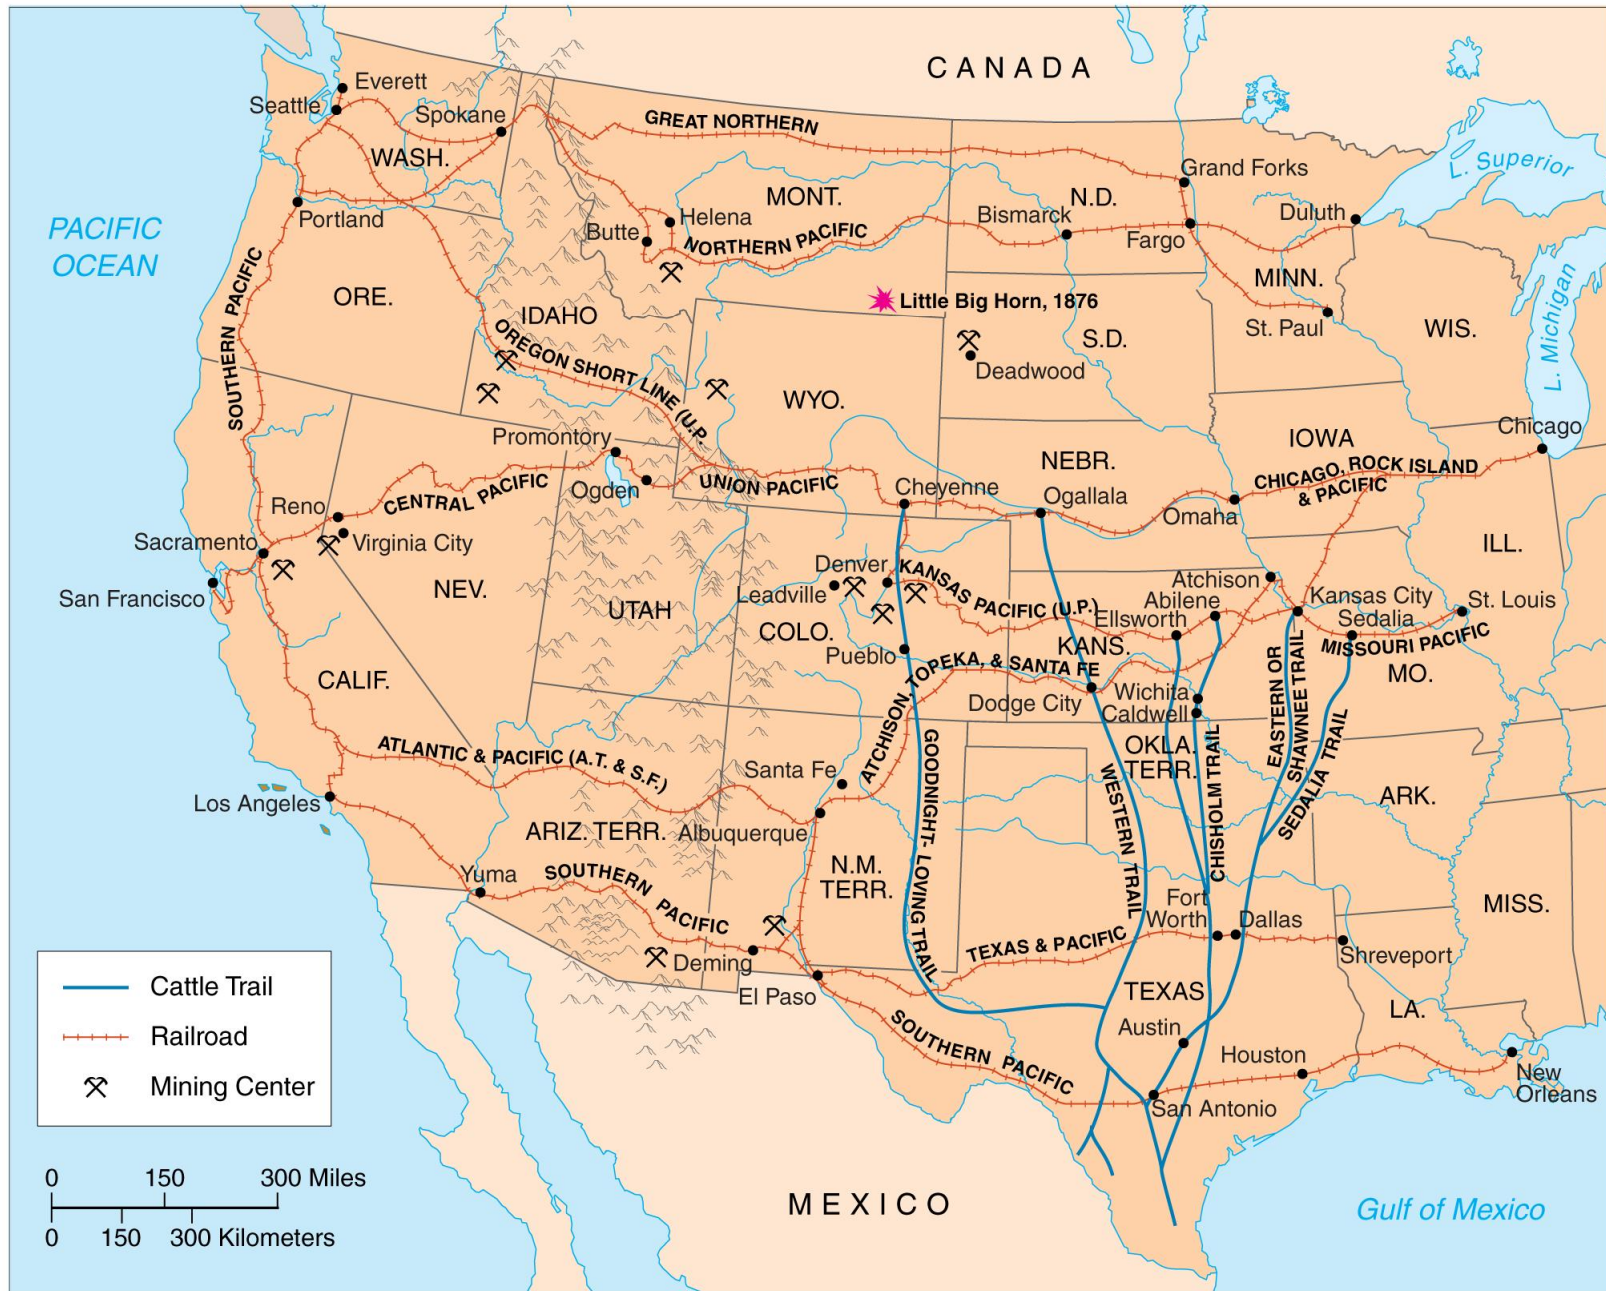 CANADA
Everett
Seattle
Spokane
WASH.
GREAT NORTHERN
Grand Forks
L. Superior
PACIFIC
OCEAN
Portland
MONT.
Helena
Butte
NORTHERN PACIFIC
N.D.
Bismarck
Fargo
Duluth
MINN.
St. Paul
WIS.
L. Michigan
SOUTHERN PACIFIC
ORE.
IDAHO
OREGON SHORT LINE (U.P.
Little Big Horn, 1876
S.D.
Deadwood
WYO.
Promontory
Ogden
CENTRAL PACIFIC
UNION PACIFIC
Cheyenne
NEBR.
Ogallala
Omaha
IOWA
CHICAGO, ROCK ISLAND
& PACIFIC
Chicago
Reno
Sacramento
Virginia City
San Francisco
NEV.
UTAH
Denver
Leadville
COLO.
Pueblo
KANSAS PACIFIC (U.P.)
Atchison
Abilene
Ellsworth
KANS.
Kansas City
Sedalia
St. Louis
ILL.
MISSOURI PACIFIC
MO.
CALIF.
ATCHISON, TOPEKA, & SANTA FE
Dodge City
Wichita
Caldwell
EASTERN OR
SHAWNEE TRAIL
SEDALIA TRAIL
ATLANTIC & PACIFIC (A.T. & S.F.)
Los Angeles
Santa Fe
Albuquerque
ARIZ. TERR.
N.M.
TERR.
GOODNIGHT- LOVING TRAIL
WESTERN TRAIL
OKLA.
TERR.
CHISHOLM TRAIL
ARK.
MISS.
Yuma
SOUTHERN PACIFIC
Deming
El Paso
TEXAS & PACIFIC
Fort
Worth
Dallas
Shreveport
TEXAS
LA.
Austin
Houston
SOUTHERN PACIFIC
San Antonio
New
Orleans
Cattle Trail
Railroad
Mining Center
0 150 300 Miles
0 150 300 Kilometers
MEXICO
Gulf of Mexico